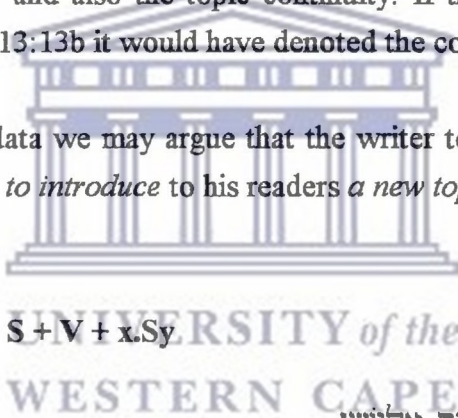 and also the topic continuity. If t
13:13b it would have denoted the co
data we may argue that the writer t
to introduce to his readers a new to
S + V + x.Sy
UNIVERSITY of the
WESTERN CAPE